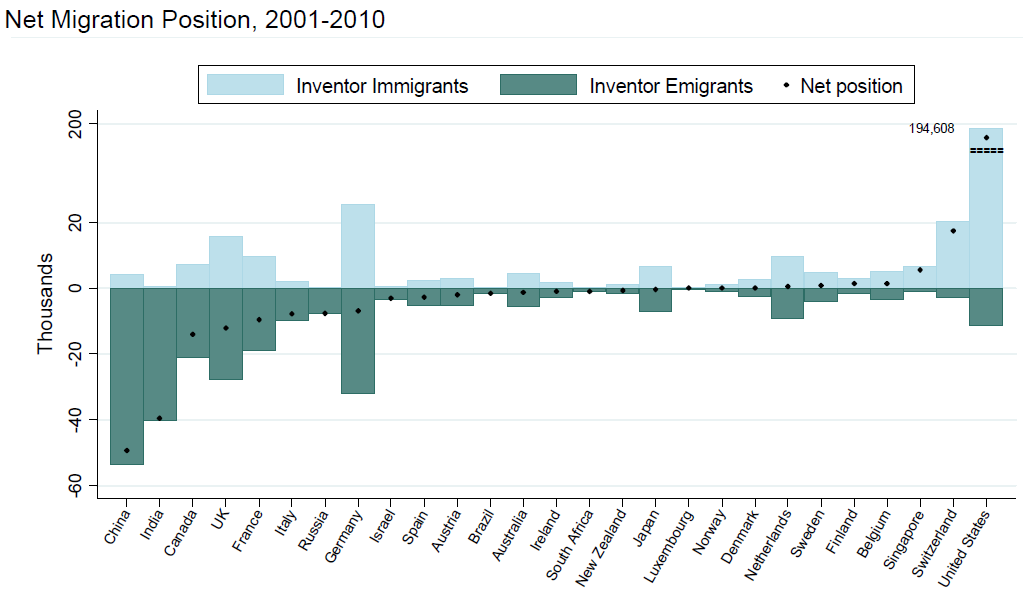 Net Migration Position, 2001-2010
Inventor Immigrants
Inventor Emigrants
Net position
194,608
Thousands
200
20
0
-20
-40
-60
China
India
Canada
UK
France
Italy
Russia
Germany
Israel
Spain
Austria
Brazil
Australia
Ireland
South Africa
New Zealand
Japan
Luxembourg
Norway
Denmark
Netherlands
Sweden
Finland
Belgium
Singapore
Switzerland
United States